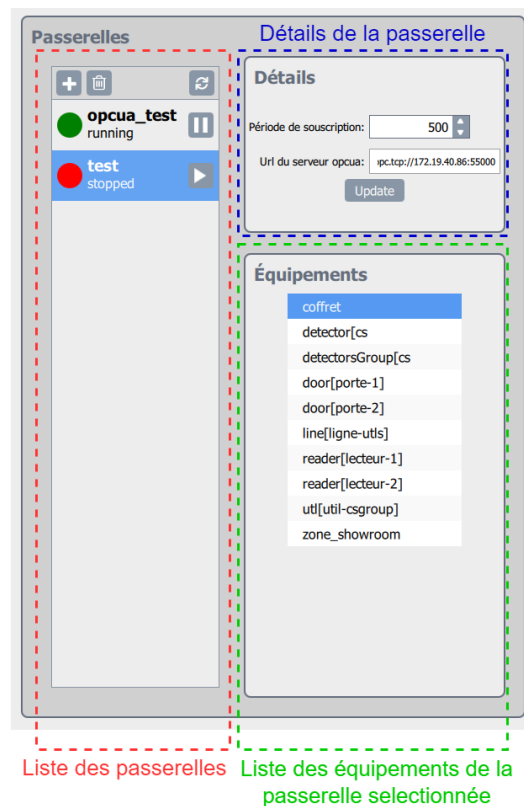 Passerelles
Détails de la passerelle
opcua_test
running
test
stopped
Détails
Période de souscription: 500
Url du serveur opcua: opc.tcp://172.19.40.86:55000
Update
Équipements
coffret
detector[cs
detectorsGroup[cs
door[porte-1]
door[porte-2]
line[ligne-utls]
reader[lecteur-1]
reader[lecteur-2]
utl[util-csgroup]
zone_showroom
Liste des passerelles
Liste des équipements de la
passerelle selectionnée